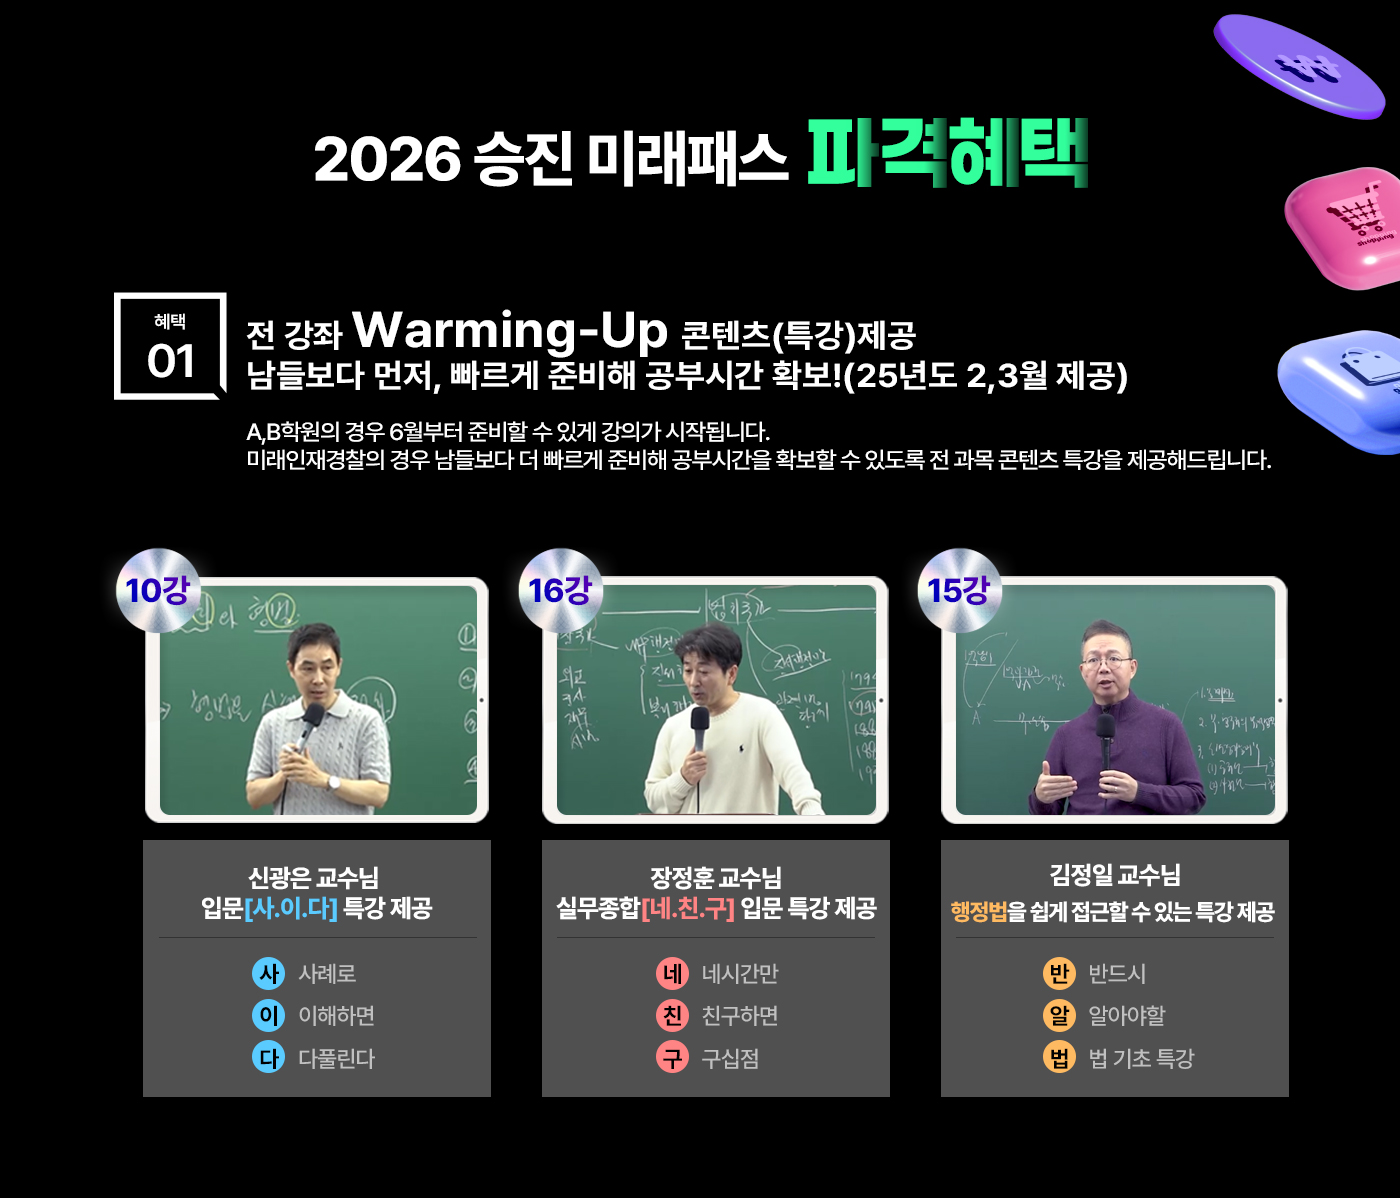 2026 승진 미래패스 파격혜택
혜택
01
전 강좌 Warming-Up 콘텐츠(특강)제공
남들보다 먼저, 빠르게 준비해 공부시간 확보!(25년도 2,3월 제공)
A,B학원의 경우 6월부터 준비할 수 있게 강의가 시작됩니다.
미래인재경찰의 경우 남들보다 더 빠르게 준비해 공부시간을 확보할 수 있도록 전 과목 콘텐츠 특강을 제공해드립니다.
10강
신광은 교수님
입문[사.이.다] 특강 제공
사 사례로
이 이해하면
다 다풀린다
16강
장정훈 교수님
실무종합[네.친.구] 입문 특강 제공
네 네시간만
친 친구하면
구 구십점
15강
김정일 교수님
행정법을 쉽게 접근할 수 있는 특강 제공
반 반드시
알 알아야할
법 법 기초 특강
₩
shopping